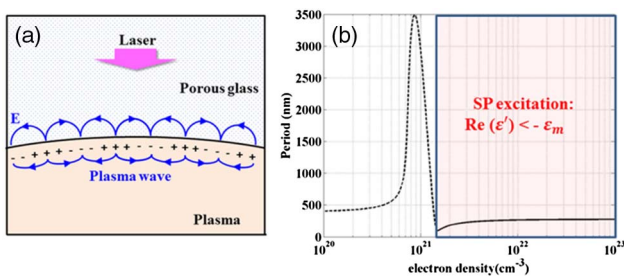 (a)
Laser
Porous glass
E
- - +++ - - - +++ - - - +++ - - - ++
Plasma wave
Plasma
(b)
Period (nm)
3500
3000
2500
2000
1500
1000
500
0
SP excitation:
Re (ε') < - εm
10^20
10^21
10^22
10^23
electron density(cm^-3)